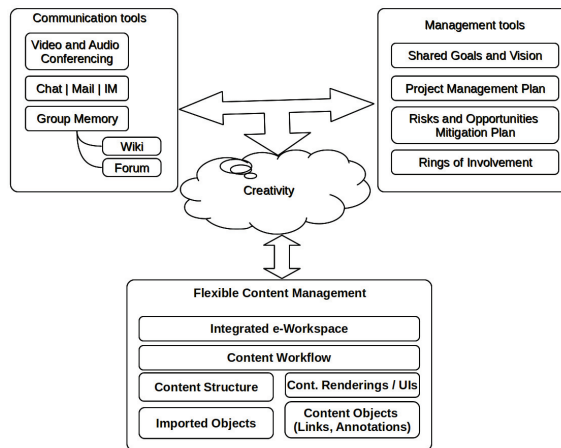 Communication tools
Video and Audio
Conferencing
Chat | Mail | IM
Group Memory
Wiki
Forum
Management tools
Shared Goals and Vision
Project Management Plan
Risks and Opportunities
Mitigation Plan
Rings of Involvement
Creativity
Flexible Content Management
Integrated e-Workspace
Content Workflow
Content Structure
Cont. Renderings / UIs
Imported Objects
Content Objects
(Links, Annotations)